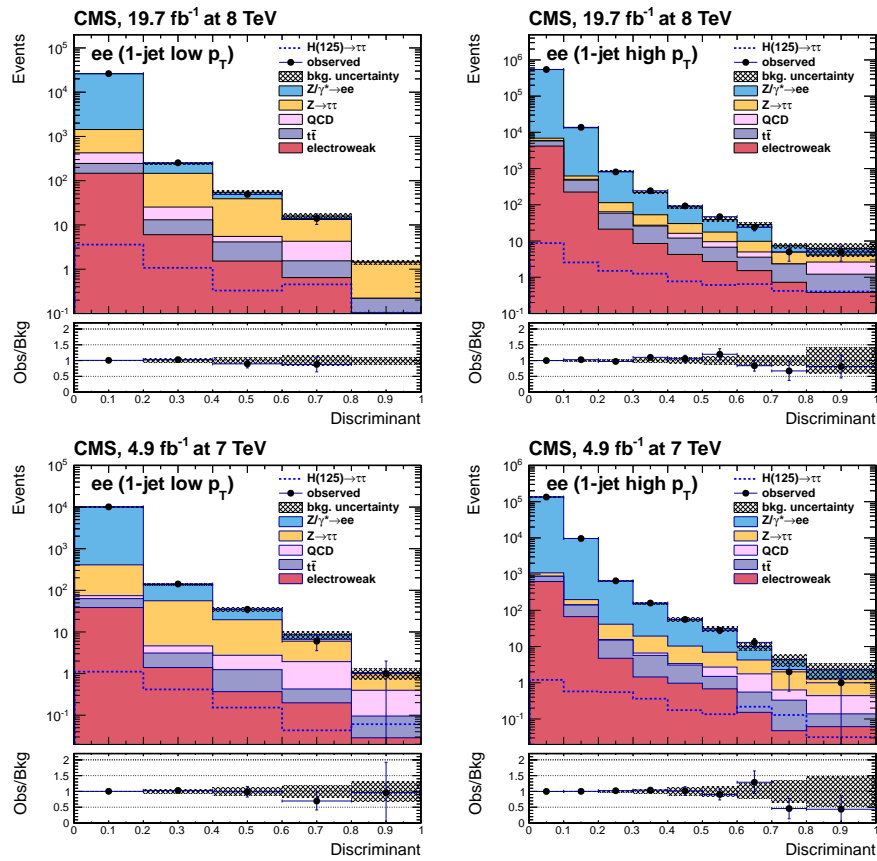 CMS, 19.7 fb⁻¹ at 8 TeV
Events
ee (1-jet low p_T)
H(125)→ττ
observed
bkg. uncertainty
Z/γ*→ee
Z→ττ
QCD
tt̄
electroweak
10⁵
10⁴
10³
10²
10
1
10⁻¹
Obs/Bkg
2
1.5
1
0.5
0
0 0.1 0.2 0.3 0.4 0.5 0.6 0.7 0.8 0.9 1
Discriminant
CMS, 19.7 fb⁻¹ at 8 TeV
Events
ee (1-jet high p_T)
H(125)→ττ
observed
bkg. uncertainty
Z/γ*→ee
Z→ττ
QCD
tt̄
electroweak
10⁶
10⁵
10⁴
10³
10²
10
1
10⁻¹
Obs/Bkg
2
1.5
1
0.5
0
0 0.1 0.2 0.3 0.4 0.5 0.6 0.7 0.8 0.9 1
Discriminant
CMS, 4.9 fb⁻¹ at 7 TeV
Events
ee (1-jet low p_T)
H(125)→ττ
observed
bkg. uncertainty
Z/γ*→ee
Z→ττ
QCD
tt̄
electroweak
10⁵
10⁴
10³
10²
10
1
10⁻¹
Obs/Bkg
2
1.5
1
0.5
0
0 0.1 0.2 0.3 0.4 0.5 0.6 0.7 0.8 0.9 1
Discriminant
CMS, 4.9 fb⁻¹ at 7 TeV
Events
ee (1-jet high p_T)
H(125)→ττ
observed
bkg. uncertainty
Z/γ*→ee
Z→ττ
QCD
tt̄
electroweak
10⁶
10⁵
10⁴
10³
10²
10
1
10⁻¹
Obs/Bkg
2
1.5
1
0.5
0
0 0.1 0.2 0.3 0.4 0.5 0.6 0.7 0.8 0.9 1
Discriminant